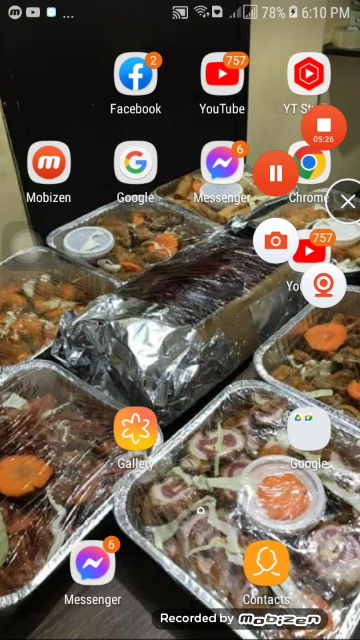 ... 78% 6:10 PM
2 757
Facebook YouTube YT St
05:26
6
Mobizen Google Messenger Chrome
757
You
Gallery Google
6
Messenger Contacts
Recorded by mobizen